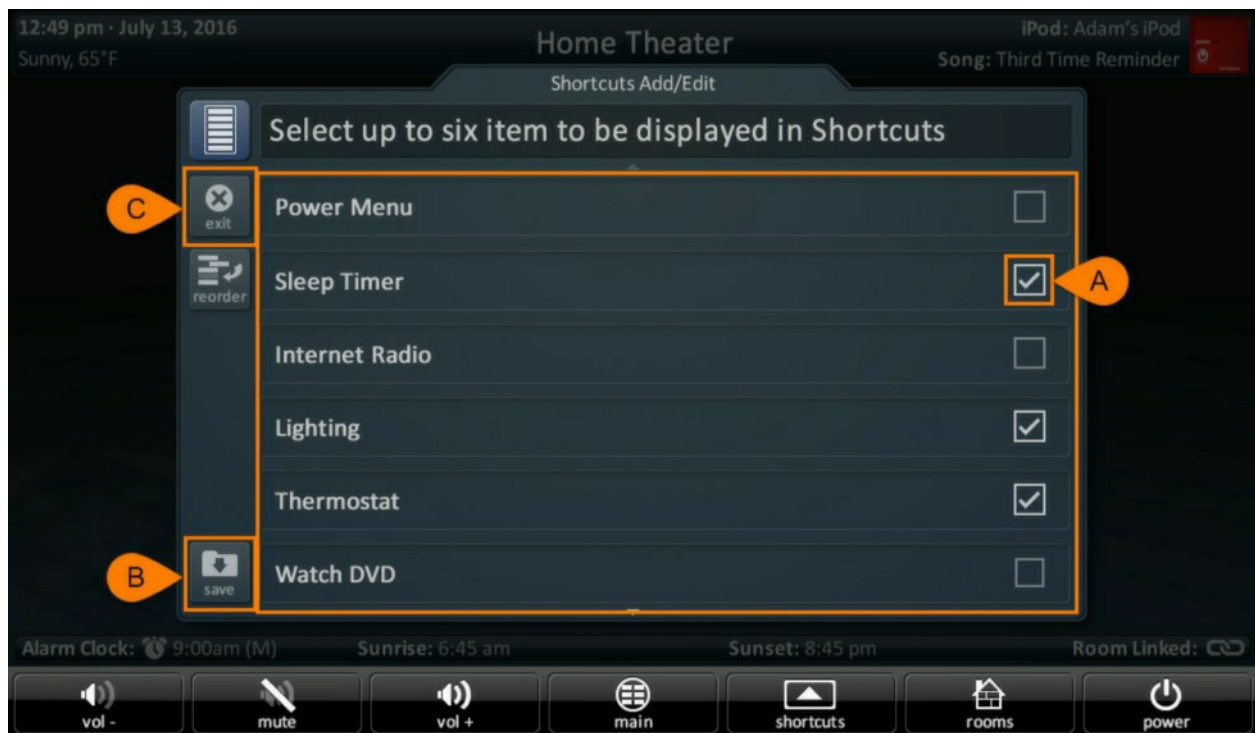 12:49 pm · July 13, 2016
Sunny, 65°F
Home Theater
iPod: Adam's iPod
Song: Third Time Reminder
Shortcuts Add/Edit
Select up to six item to be displayed in Shortcuts
C
exit
Power Menu
reorder
Sleep Timer
A
Internet Radio
Lighting
Thermostat
B
save
Watch DVD
Alarm Clock: 9:00am (M)
Sunrise: 6:45 am
Sunset: 8:45 pm
Room Linked:
vol -
mute
vol +
main
shortcuts
rooms
power